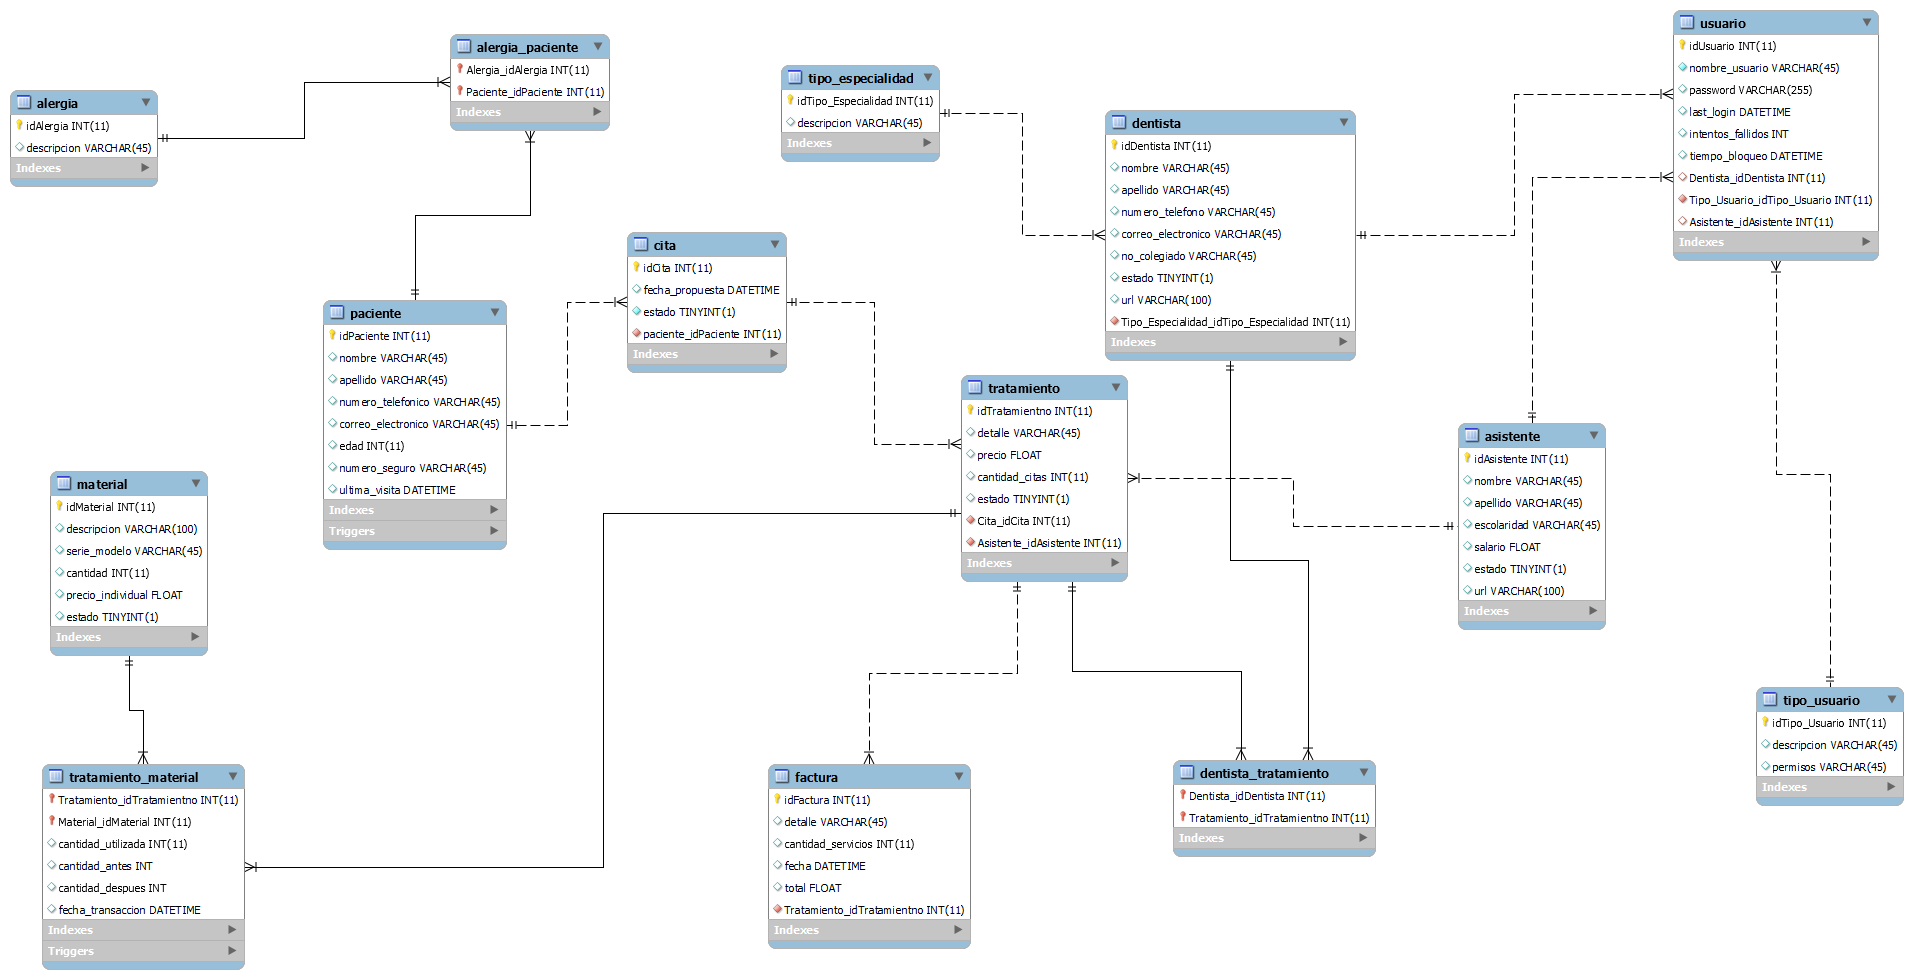 alergia
idAlergia INT(11)
descripcion VARCHAR(45)
Indexes
alergia_paciente
Alergia_idAlergia INT(11)
Paciente_idPaciente INT(11)
Indexes
tipo_especialidad
idTipo_Especialidad INT(11)
descripcion VARCHAR(45)
Indexes
dentista
idDentista INT(11)
nombre VARCHAR(45)
apellido VARCHAR(45)
numero_telefono VARCHAR(45)
correo_electronico VARCHAR(45)
no_colegiado VARCHAR(45)
estado TINYINT(1)
url VARCHAR(100)
Tipo_Especialidad_idTipo_Especialidad INT(11)
Indexes
usuario
idUsuario INT(11)
nombre_usuario VARCHAR(45)
password VARCHAR(255)
last_login DATETIME
intentos_fallidos INT
tiempo_bloqueo DATETIME
Dentista_idDentista INT(11)
Tipo_Usuario_idTipo_Usuario INT(11)
Asistente_idAsistente INT(11)
Indexes
cita
idCita INT(11)
fecha_propuesta DATETIME
estado TINYINT(1)
paciente_idPaciente INT(11)
Indexes
paciente
idPaciente INT(11)
nombre VARCHAR(45)
apellido VARCHAR(45)
numero_telefonico VARCHAR(45)
correo_electronico VARCHAR(45)
edad INT(11)
numero_seguro VARCHAR(45)
ultima_visita DATETIME
Indexes
Triggers
tratamiento
idTratamientno INT(11)
detalle VARCHAR(45)
precio FLOAT
cantidad_citas INT(11)
estado TINYINT(1)
Cita_idCita INT(11)
Asistente_idAsistente INT(11)
Indexes
asistente
idAsistente INT(11)
nombre VARCHAR(45)
apellido VARCHAR(45)
escolaridad VARCHAR(45)
salario FLOAT
estado TINYINT(1)
url VARCHAR(100)
Indexes
material
idMaterial INT(11)
descripcion VARCHAR(100)
serie_modelo VARCHAR(45)
cantidad INT(11)
precio_individual FLOAT
estado TINYINT(1)
Indexes
tipo_usuario
idTipo_Usuario INT(11)
descripcion VARCHAR(45)
permisos VARCHAR(45)
Indexes
tratamiento_material
Tratamiento_idTratamientno INT(11)
Material_idMaterial INT(11)
cantidad_utilizada INT(11)
cantidad_antes INT
cantidad_despues INT
fecha_transaccion DATETIME
Indexes
Triggers
factura
idFactura INT(11)
detalle VARCHAR(45)
cantidad_servicios INT(11)
fecha DATETIME
total FLOAT
Tratamiento_idTratamientno INT(11)
Indexes
dentista_tratamiento
Dentista_idDentista INT(11)
Tratamiento_idTratamientno INT(11)
Indexes